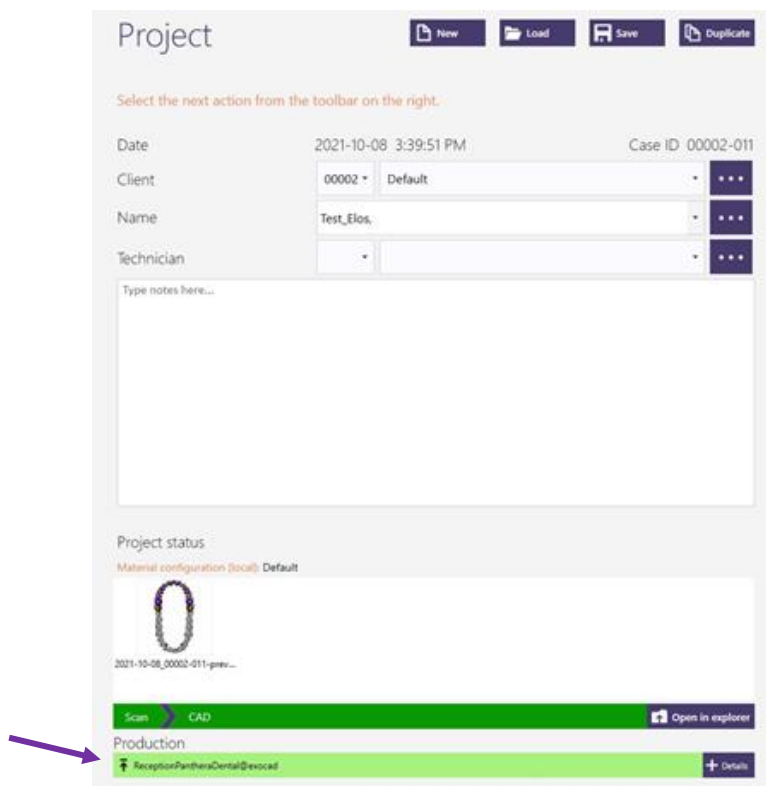 Project New Load Save Duplicate
Select the next action from the toolbar on the right.
Date 2021-10-08 3:39:51 PM Case ID 00002-011
Client 00002 Default
Name Test_Elos,
Technician
Type notes here...
Project status
Material configuration (local): Default
2021-10-08_00002-011-prev...
Scan CAD Open in explorer
Production
ReceptionPantheraDental@exocad Details